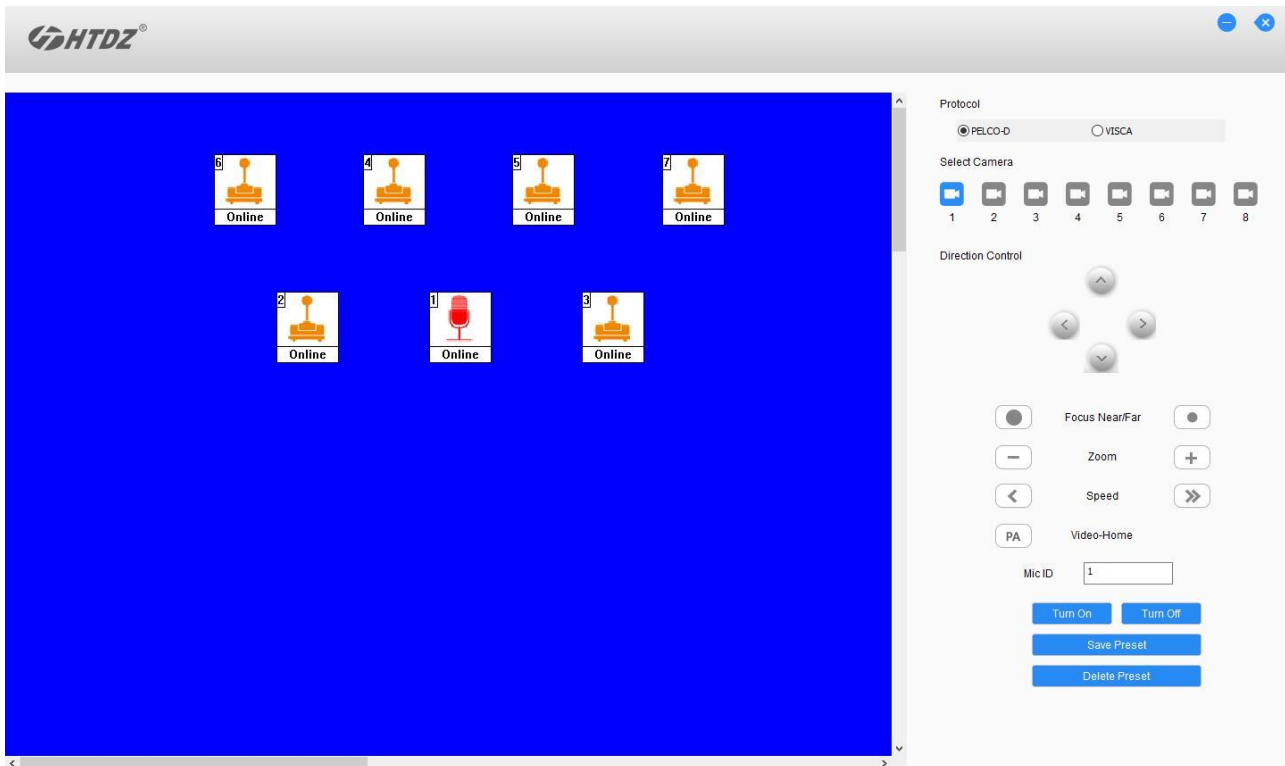 HTDZ®
6 Online
4 Online
5 Online
7 Online
2 Online
1 Online
3 Online
Protocol
PELCO-D VISCA
Select Camera
1 2 3 4 5 6 7 8
Direction Control
Focus Near/Far
Zoom
Speed
PA Video-Home
Mic ID 1
Turn On Turn Off
Save Preset
Delete Preset